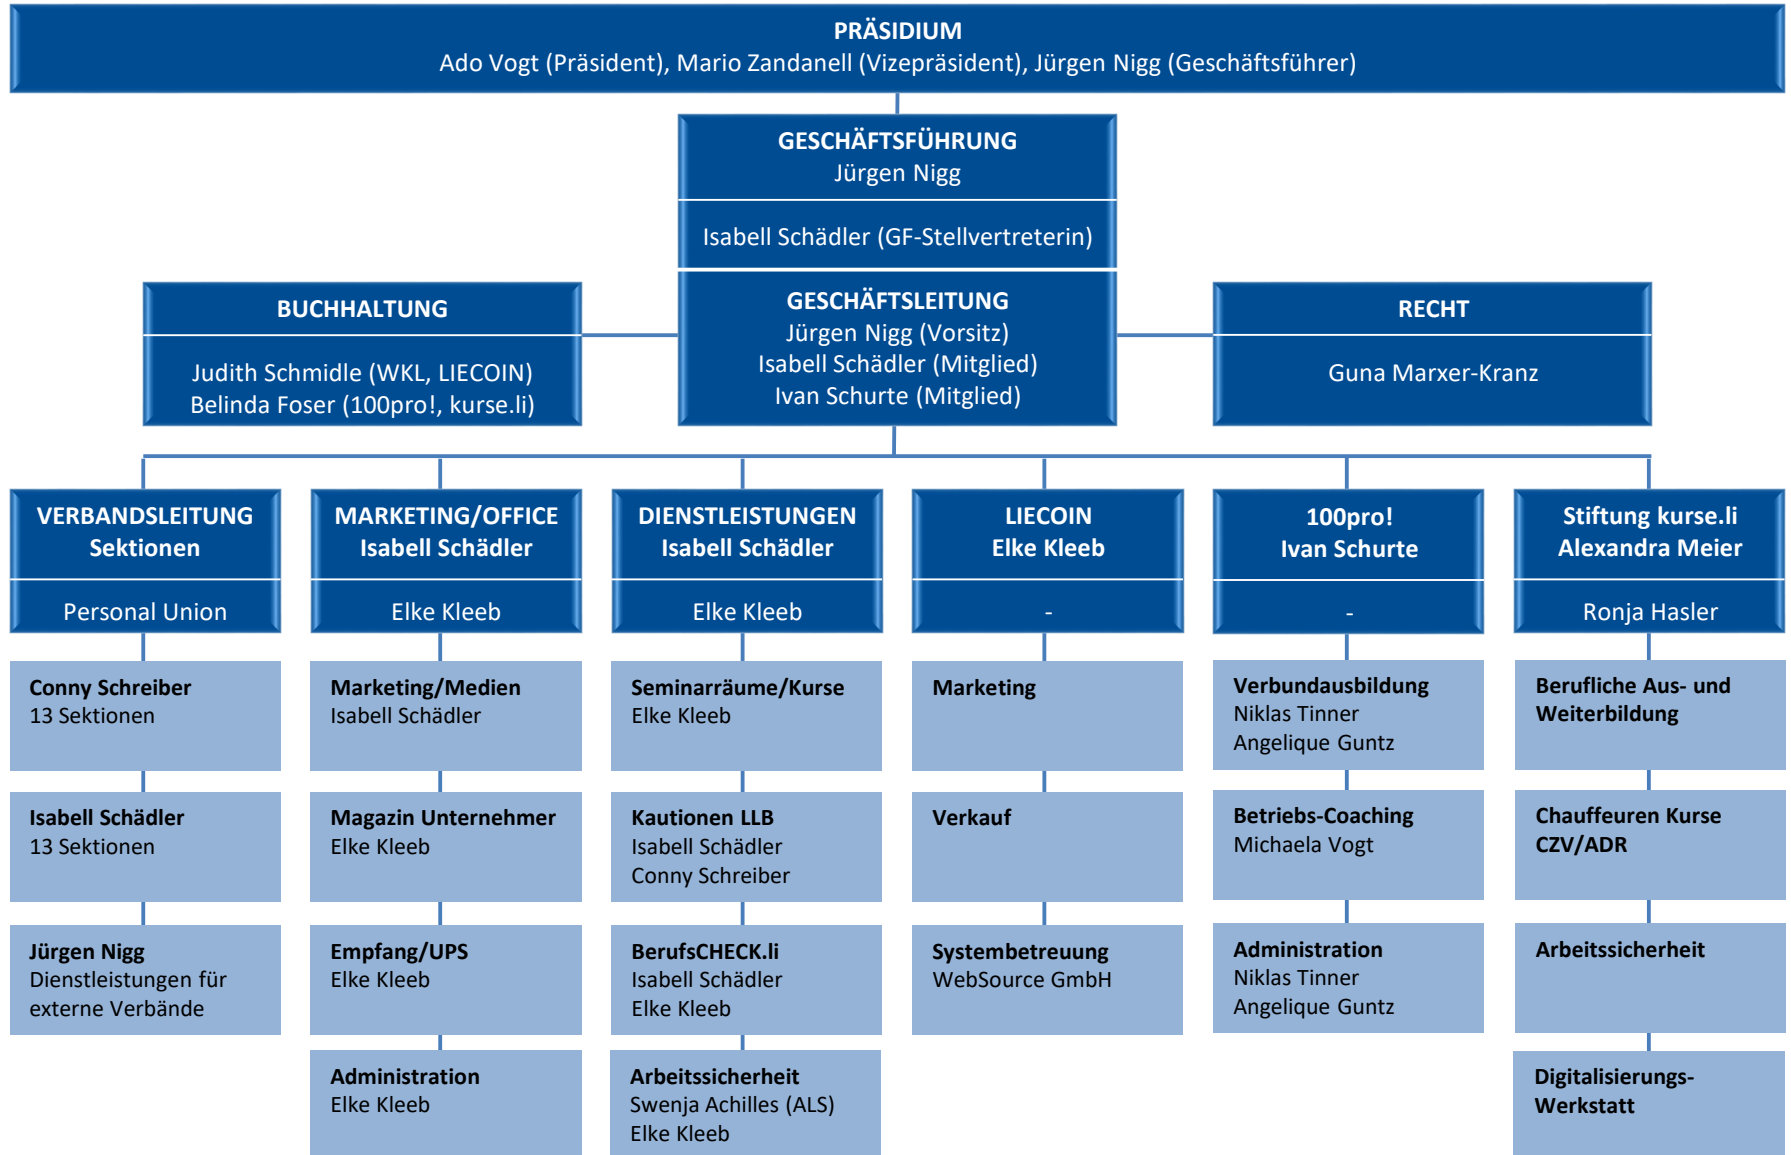 PRÄSIDIUM
Ado Vogt (Präsident), Mario Zandanell (Vizepräsident), Jürgen Nigg (Geschäftsführer)
GESCHÄFTSFÜHRUNG
Jürgen Nigg
Isabell Schädler (GF-Stellvertreterin)
BUCHHALTUNG
Judith Schmidle (WKL, LIECOIN)
Belinda Foser (100pro!, kurse.li)
GESCHÄFTSLEITUNG
Jürgen Nigg (Vorsitz)
Isabell Schädler (Mitglied)
Ivan Schurte (Mitglied)
RECHT
Guna Marxer-Kranz
VERBANDSLEITUNG
Sektionen
Personal Union
Conny Schreiber
13 Sektionen
Isabell Schädler
13 Sektionen
Jürgen Nigg
Dienstleistungen für
externe Verbände
MARKETING/OFFICE
Isabell Schädler
Elke Kleeb
Marketing/Medien
Isabell Schädler
Magazin Unternehmer
Elke Kleeb
Empfang/UPS
Elke Kleeb
Administration
Elke Kleeb
DIENSTLEISTUNGEN
Isabell Schädler
Elke Kleeb
Seminarräume/Kurse
Elke Kleeb
Kautionen LLB
Isabell Schädler
Conny Schreiber
BerufsCHECK.li
Isabell Schädler
Elke Kleeb
Arbeitssicherheit
Swenja Achilles (ALS)
Elke Kleeb
LIECOIN
Elke Kleeb
-
Marketing
Verkauf
Systembetreuung
WebSource GmbH
100pro!
Ivan Schurte
-
Verbundausbildung
Niklas Tinner
Angelique Guntz
Betriebs-Coaching
Michaela Vogt
Administration
Niklas Tinner
Angelique Guntz
Stiftung kurse.li
Alexandra Meier
Ronja Hasler
Berufliche Aus- und
Weiterbildung
Chauffeuren Kurse
CZV/ADR
Arbeitssicherheit
Digitalisierungs-
Werkstatt